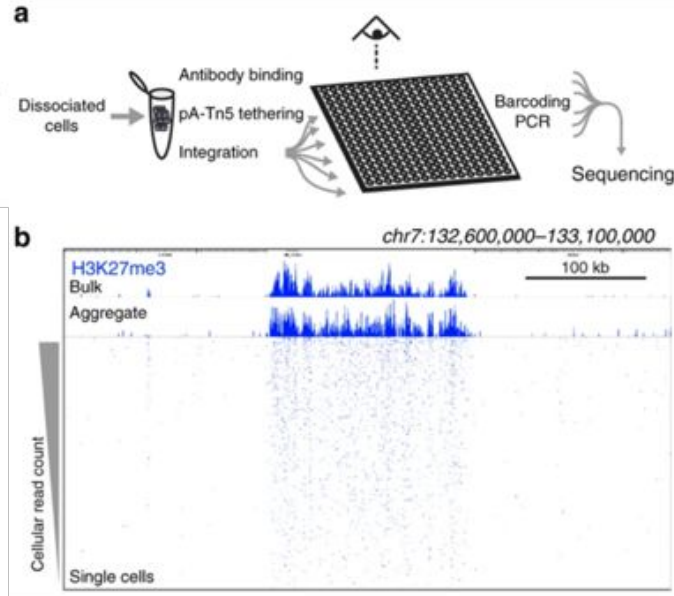 a
Antibody binding
Dissociated
cells
pA-Tn5 tethering
Integration
Barcoding
PCR
Sequencing
b
chr7:132,600,000–133,100,000
H3K27me3
Bulk
100 kb
Aggregate
Cellular read count
Single cells